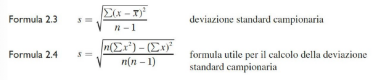 Formula 2.3 s = √(Σ(x − x̄)² / (n − 1)) deviazione standard campionaria
Formula 2.4 s = √((n(Σx²) − (Σx)²) / (n(n − 1))) formula utile per il calcolo della deviazione
standard campionaria